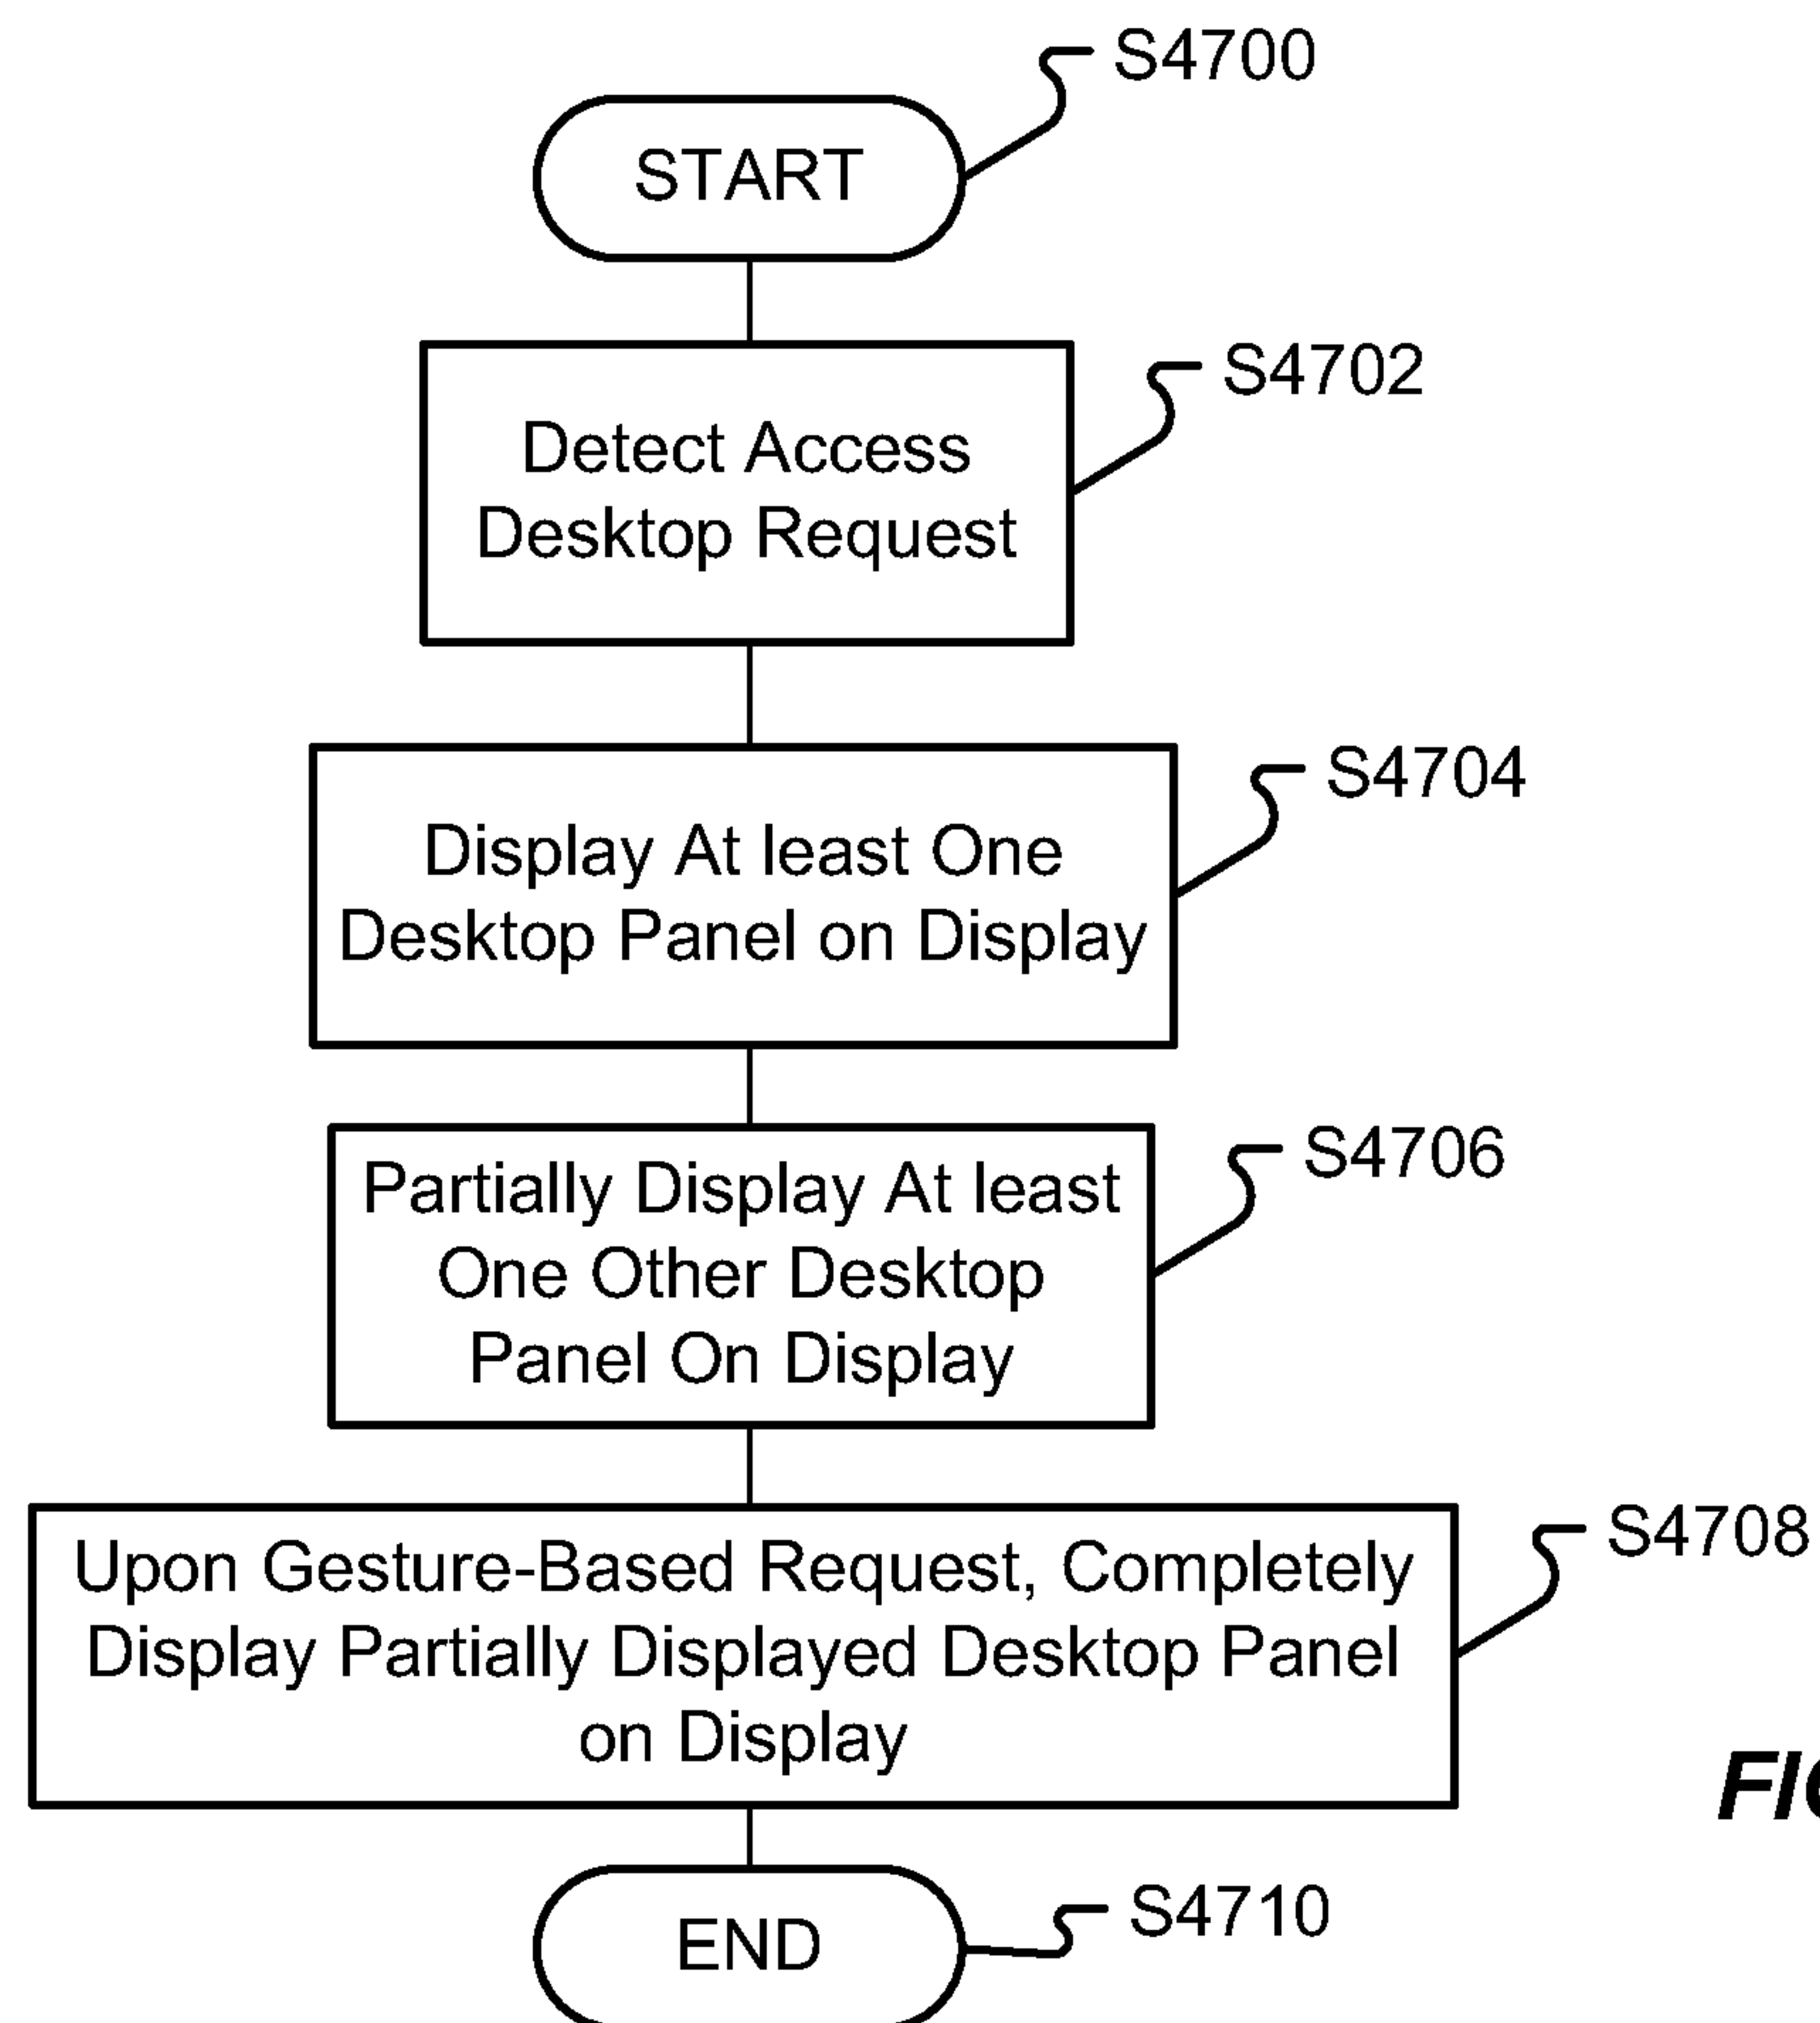 S4700
START
S4702
Detect Access
Desktop Request
S4704
Display At least One
Desktop Panel on Display
S4706
Partially Display At least
One Other Desktop
Panel On Display
S4708
Upon Gesture-Based Request, Completely
Display Partially Displayed Desktop Panel
on Display
S4710
END